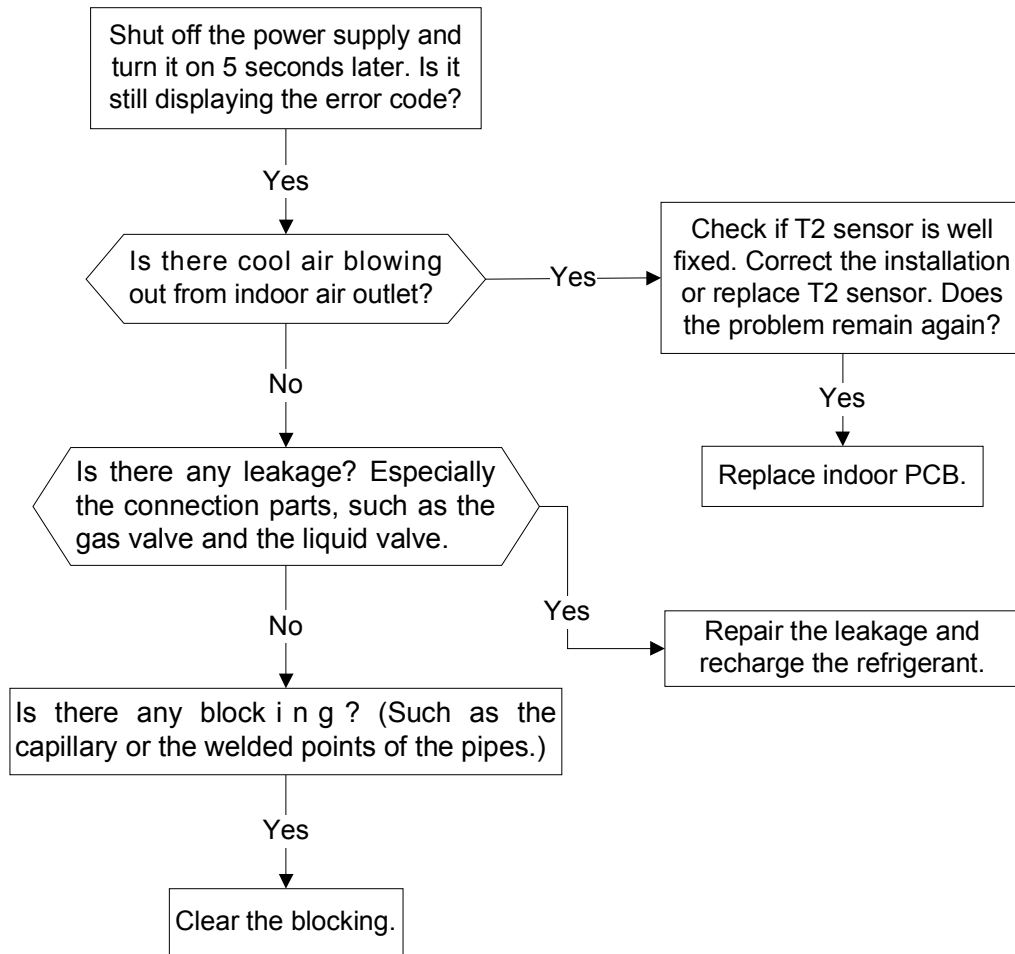 Shut off the power supply and
turn it on 5 seconds later. Is it
still displaying the error code?
Yes
Is there cool air blowing
out from indoor air outlet?
Yes
Check if T2 sensor is well
fixed. Correct the installation
or replace T2 sensor. Does
the problem remain again?
Yes
Replace indoor PCB.
No
Is there any leakage? Especially
the connection parts, such as the
gas valve and the liquid valve.
Yes
Repair the leakage and
recharge the refrigerant.
No
Is there any block i n g ? (Such as the
capillary or the welded points of the pipes.)
Yes
Clear the blocking.